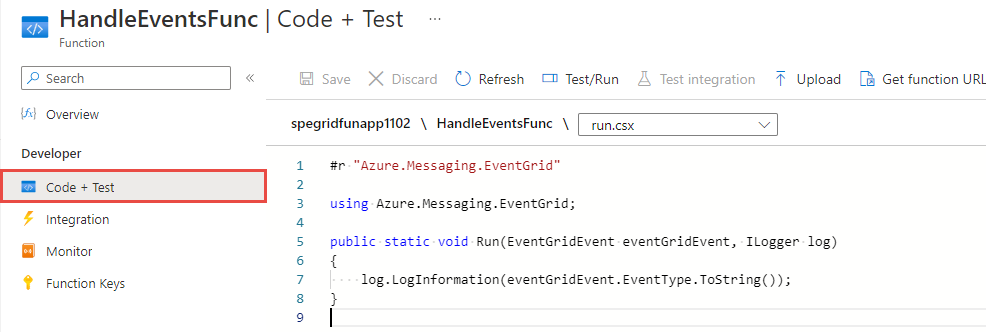 HandleEventsFunc | Code + Test ...
Function
Search «
Save Discard Refresh Test/Run Test integration Upload Get function URL
Overview
spegridfunapp1102 \ HandleEventsFunc \ run.csx
Developer
Code + Test
Integration
Monitor
Function Keys
1 #r "Azure.Messaging.EventGrid"
2
3 using Azure.Messaging.EventGrid;
4
5 public static void Run(EventGridEvent eventGridEvent, ILogger log)
6 {
7     log.LogInformation(eventGridEvent.EventType.ToString());
8 }
9